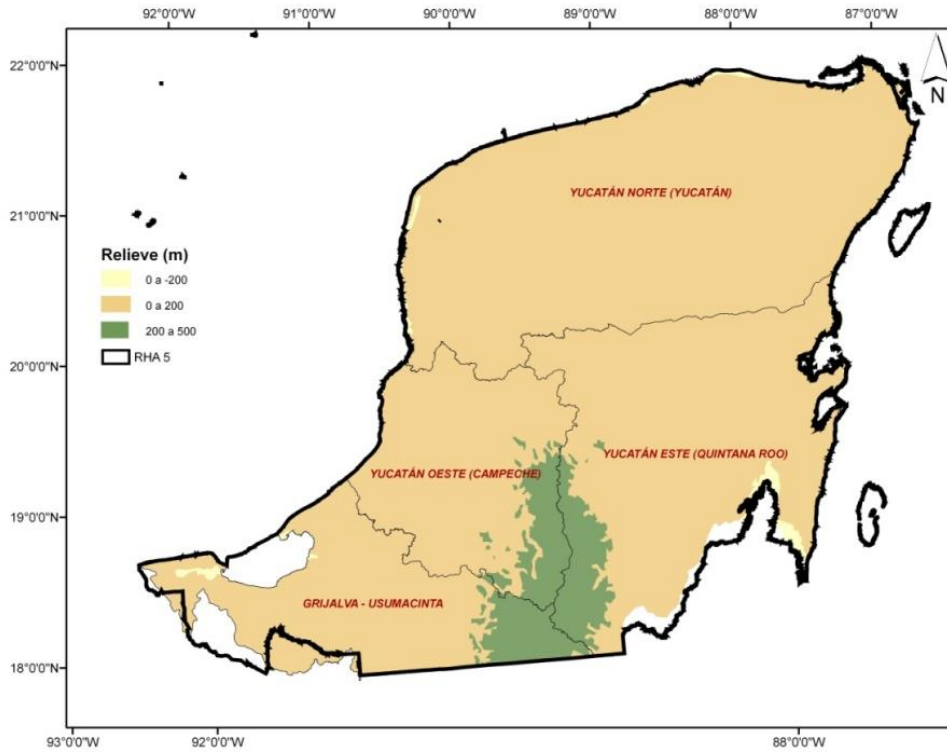 92°0'0"W 91°0'0"W 90°0'0"W 89°0'0"W 88°0'0"W 87°0'0"W
22°0'0"N
N
YUCATÁN NORTE (YUCATÁN)
21°0'0"N
Relieve (m)
0 a -200
0 a 200
200 a 500
RHA 5
20°0'0"N
YUCATÁN ESTE (QUINTANA ROO)
YUCATÁN OESTE (CAMPECHE)
19°0'0"N
GRIJALVA - USUMACINTA
18°0'0"N
93°0'0"W 92°0'0"W 88°0'0"W